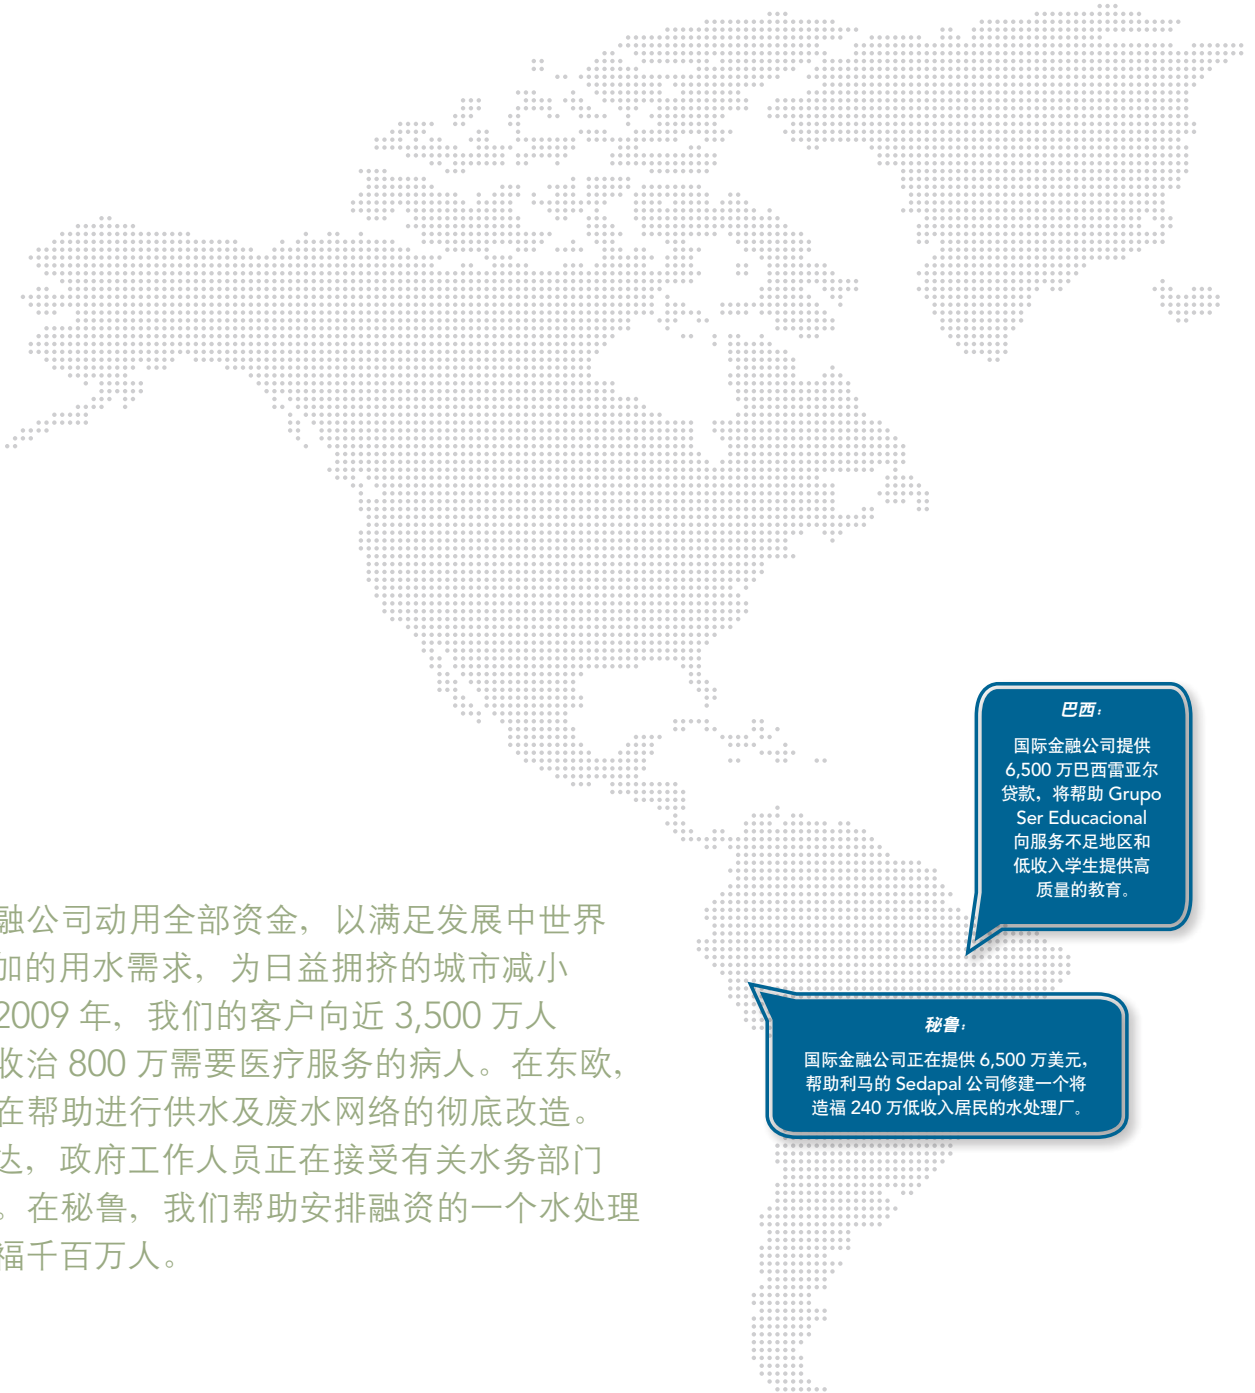 巴西：
国际金融公司提供
6,500 万巴西雷亚尔
贷款，将帮助 Grupo
Ser Educacional
向服务不足地区和
低收入学生提供高
质量的教育。
融公司动用全部资金，以满足发展中世界
加的用水需求，为日益拥挤的城市减小
2009 年，我们的客户向近 3,500 万人
收治 800 万需要医疗服务的病人。在东欧，
在帮助进行供水及废水网络的彻底改造。
达，政府工作人员正在接受有关水务部门
。在秘鲁，我们帮助安排融资的一个水处理
福千百万人。
秘鲁：
国际金融公司正在提供 6,500 万美元，
帮助利马的 Sedapal 公司修建一个将
造福 240 万低收入居民的水处理厂。